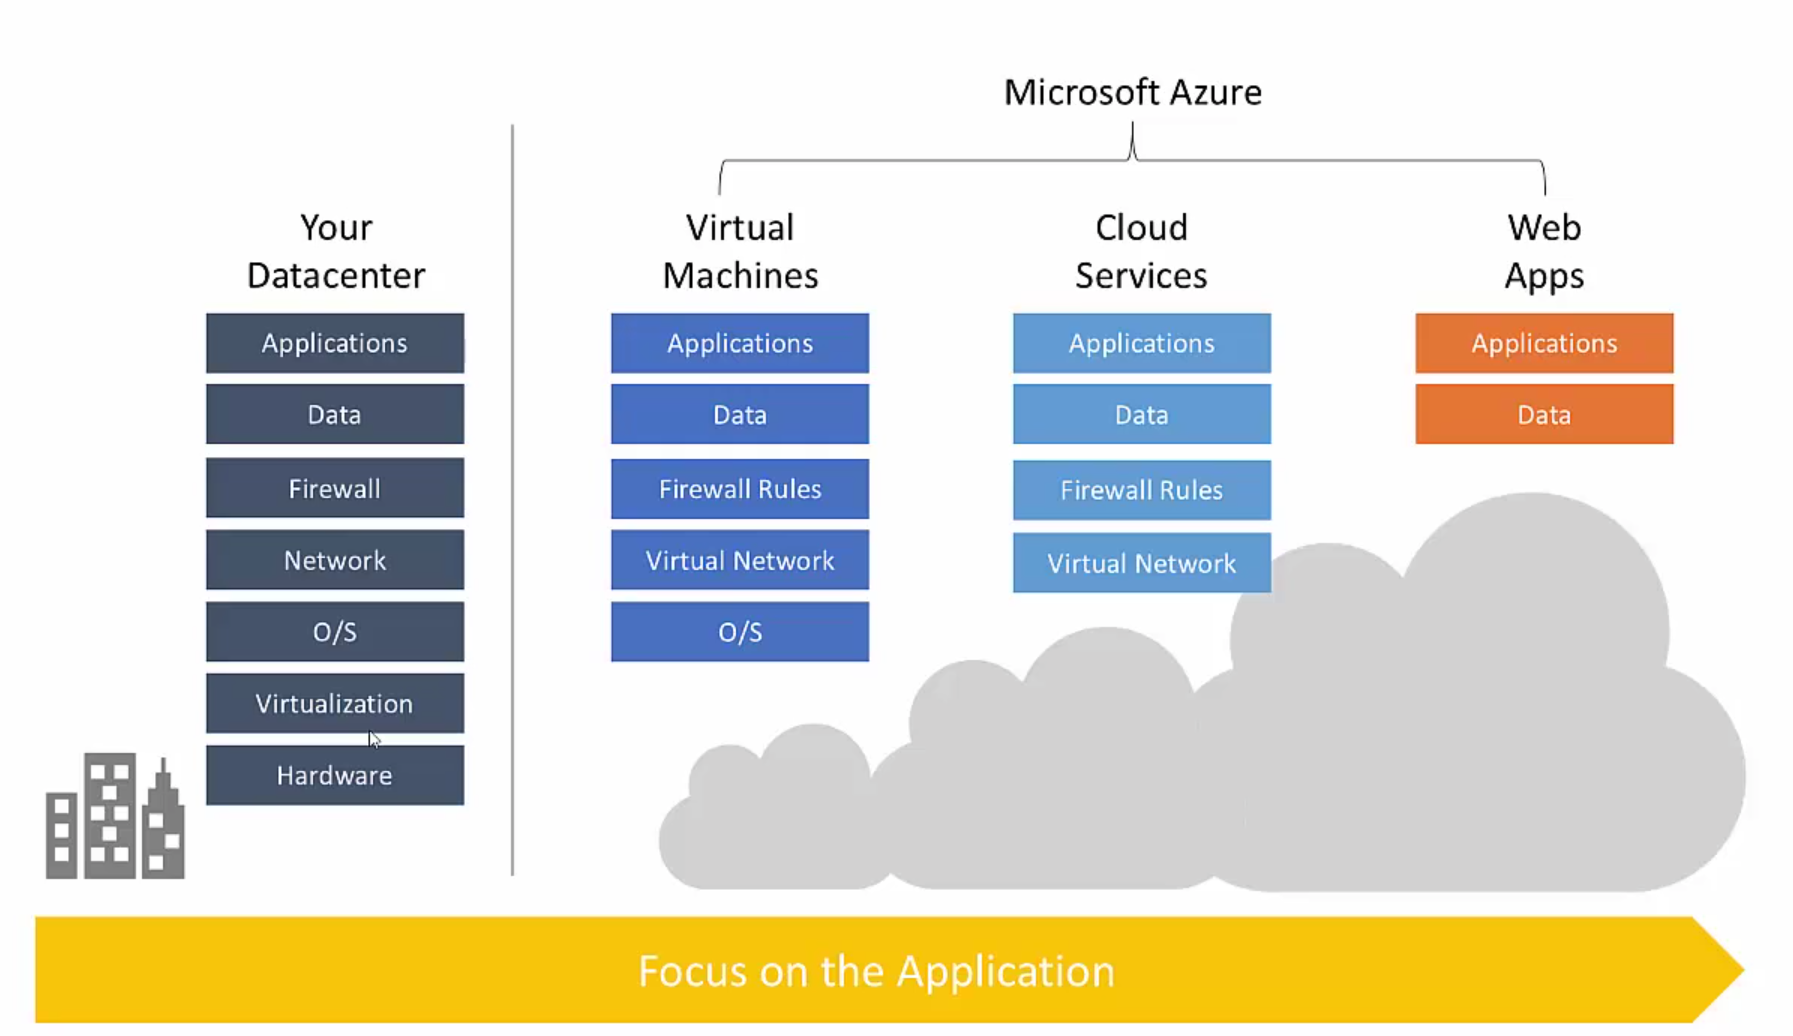 Microsoft Azure
Your
Datacenter
Applications
Data
Firewall
Network
O/S
Virtualization
Hardware
Virtual
Machines
Applications
Data
Firewall Rules
Virtual Network
O/S
Cloud
Services
Applications
Data
Firewall Rules
Virtual Network
Web
Apps
Applications
Data
Focus on the Application